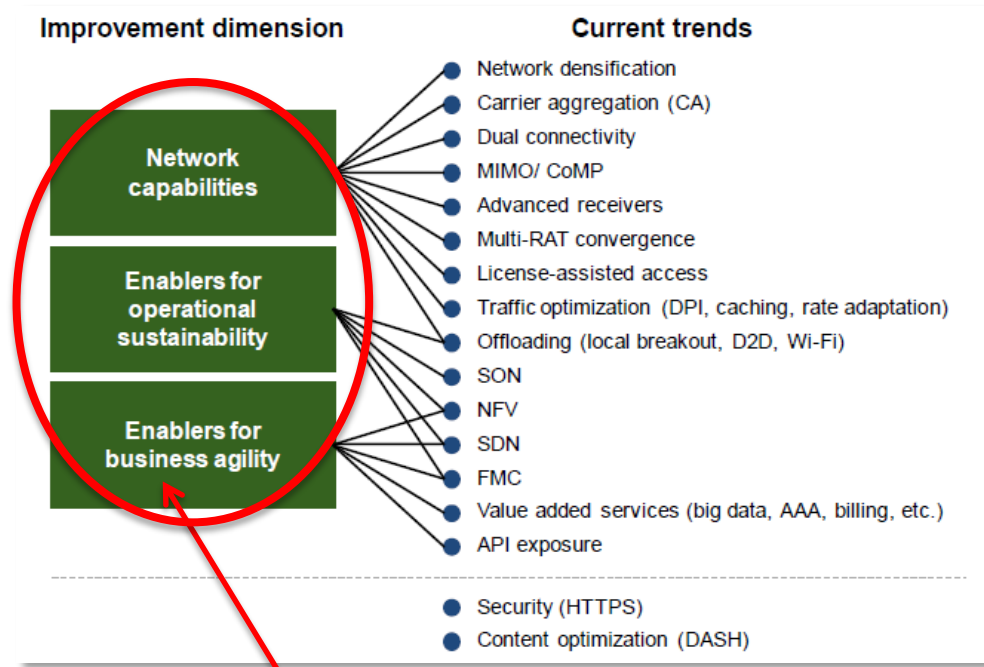 Improvement dimension
Current trends
Network
capabilities
Enablers for
operational
sustainability
Enablers for
business agility
Network densification
Carrier aggregation (CA)
Dual connectivity
MIMO/ CoMP
Advanced receivers
Multi-RAT convergence
License-assisted access
Traffic optimization (DPI, caching, rate adaptation)
Offloading (local breakout, D2D, Wi-Fi)
SON
NFV
SDN
FMC
Value added services (big data, AAA, billing, etc.)
API exposure
Security (HTTPS)
Content optimization (DASH)